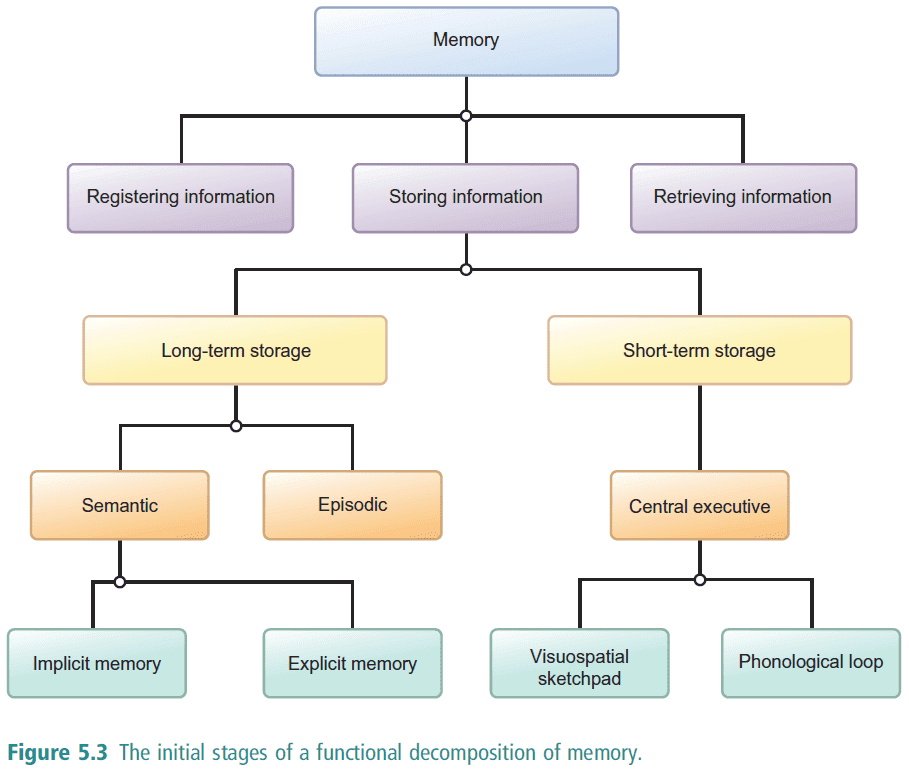 Memory
Registering information
Storing information
Retrieving information
Long-term storage
Short-term storage
Semantic
Episodic
Central executive
Implicit memory
Explicit memory
Visuospatial
sketchpad
Phonological loop
Figure 5.3 The initial stages of a functional decomposition of memory.